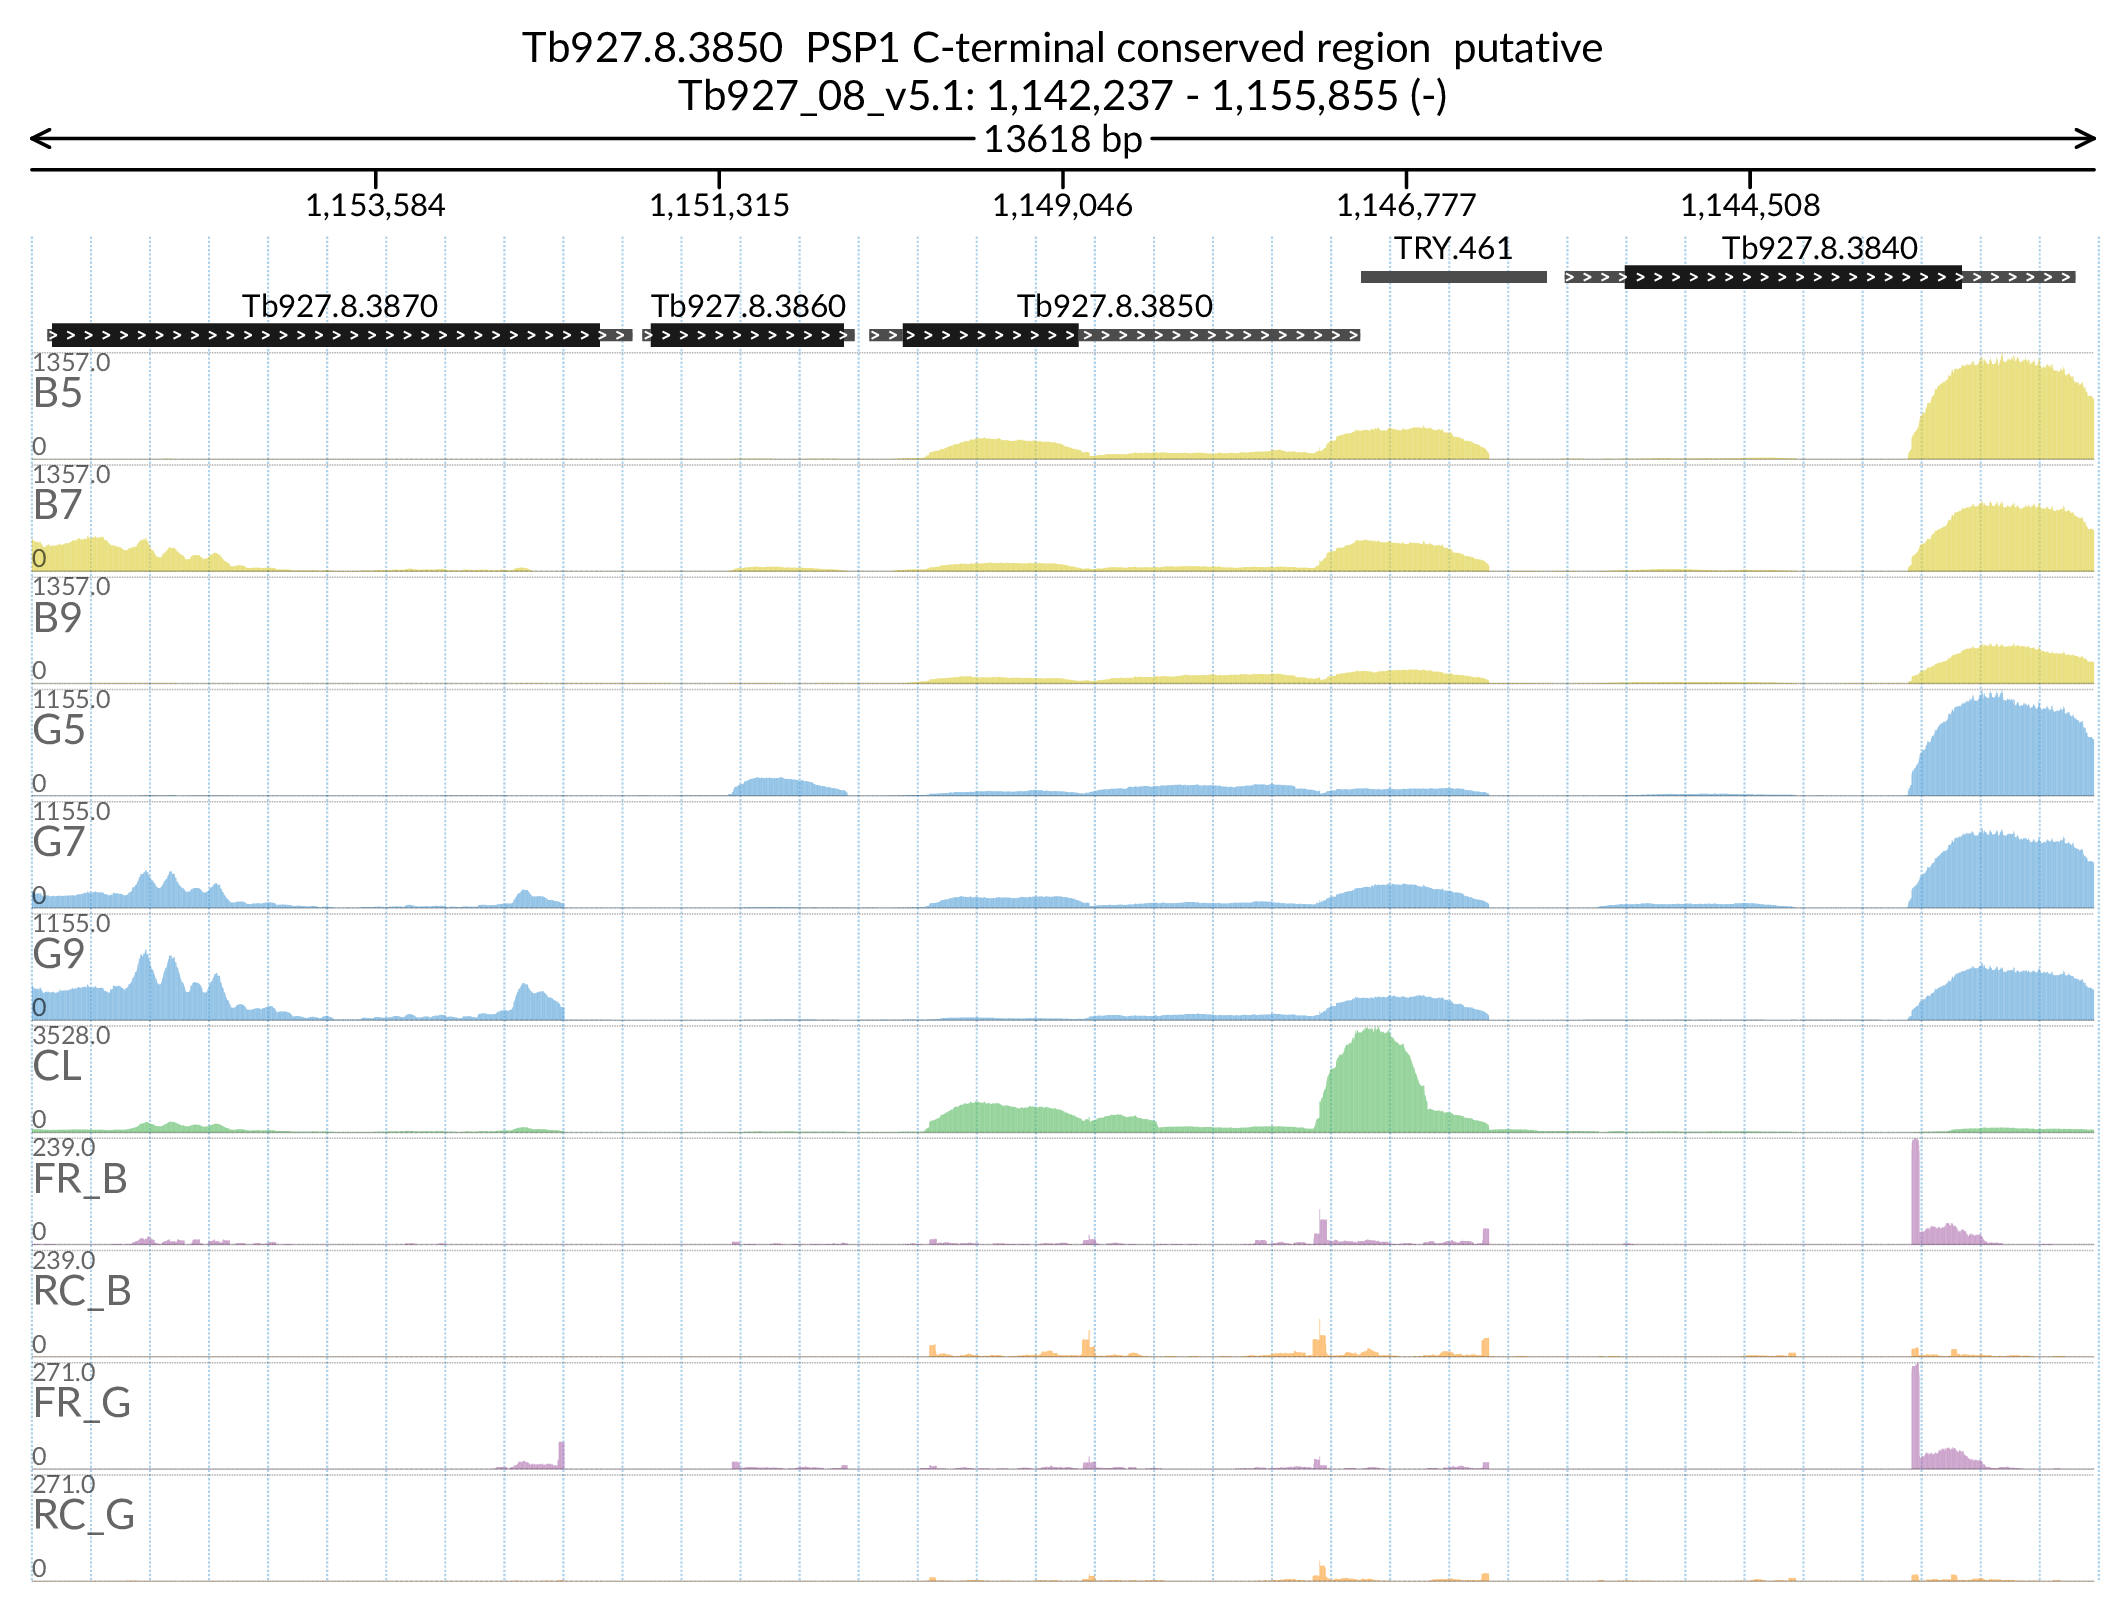 Tb927.8.3850  PSP1 C-terminal conserved region  putative
Tb927_08_v5.1: 1,142,237 - 1,155,855 (-)
13618 bp
1,153,584 1,151,315 1,149,046 1,146,777 1,144,508
TRY.461 Tb927.8.3840
Tb927.8.3870 Tb927.8.3860 Tb927.8.3850
1357.0
B5
0
1357.0
B7
0
1357.0
B9
0
1155.0
G5
0
1155.0
G7
0
1155.0
G9
0
3528.0
CL
0
239.0
FR_B
0
239.0
RC_B
0
271.0
FR_G
0
271.0
RC_G
0